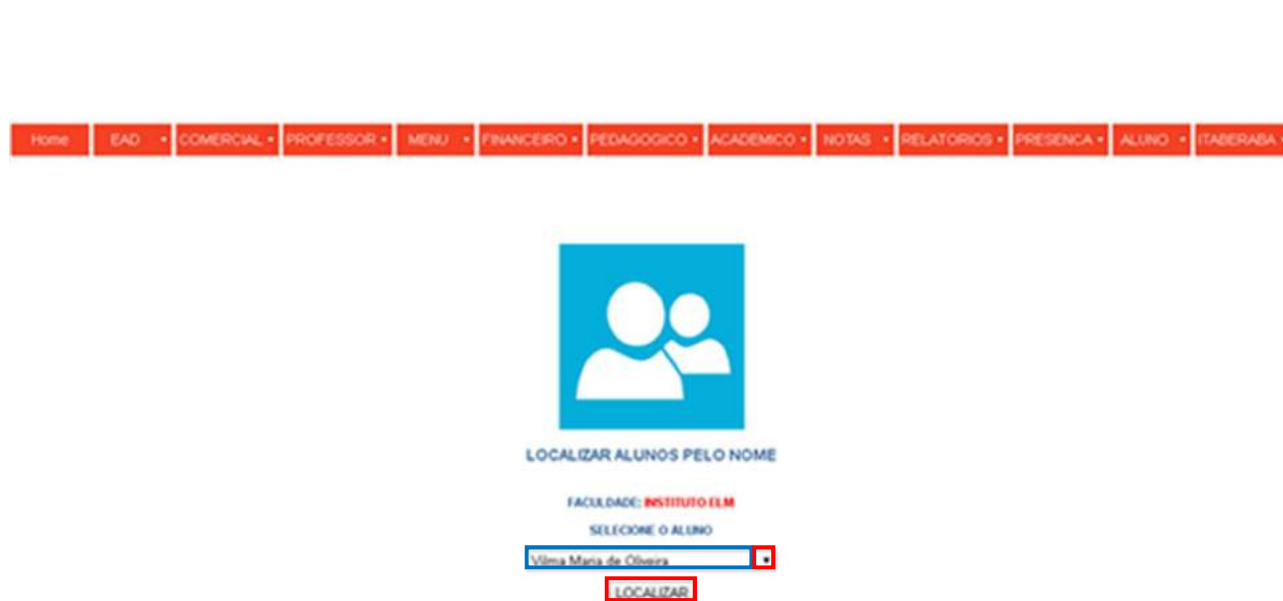 Home EAD COMERCIAL PROFESSOR MENU FINANCEIRO PEDAGOGICO ACADEMICO NOTAS RELATORIOS PRESENCA ALUNO ITABERABA
LOCALIZAR ALUNOS PELO NOME
FACULDADE: INSTITUTO ELM
SELECIONE O ALUNO
Vilma Maria de Oliveira
LOCALIZAR